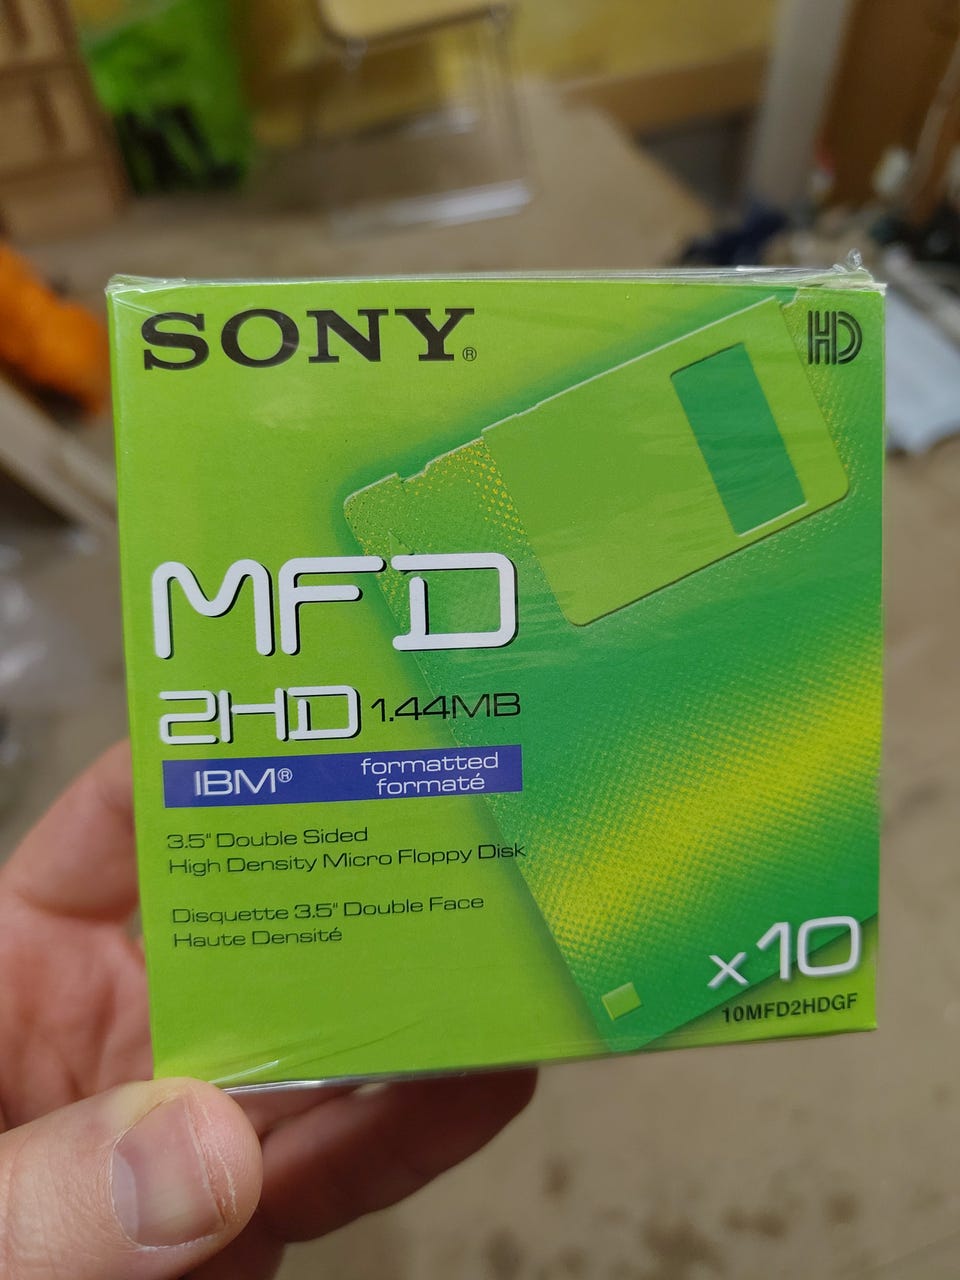 SONY®
HD
MFD
2HD 1.44MB
IBM® formatted
formaté
3.5" Double Sided
High Density Micro Floppy Disk
Disquette 3.5" Double Face
Haute Densité
x10
10MFD2HDGF